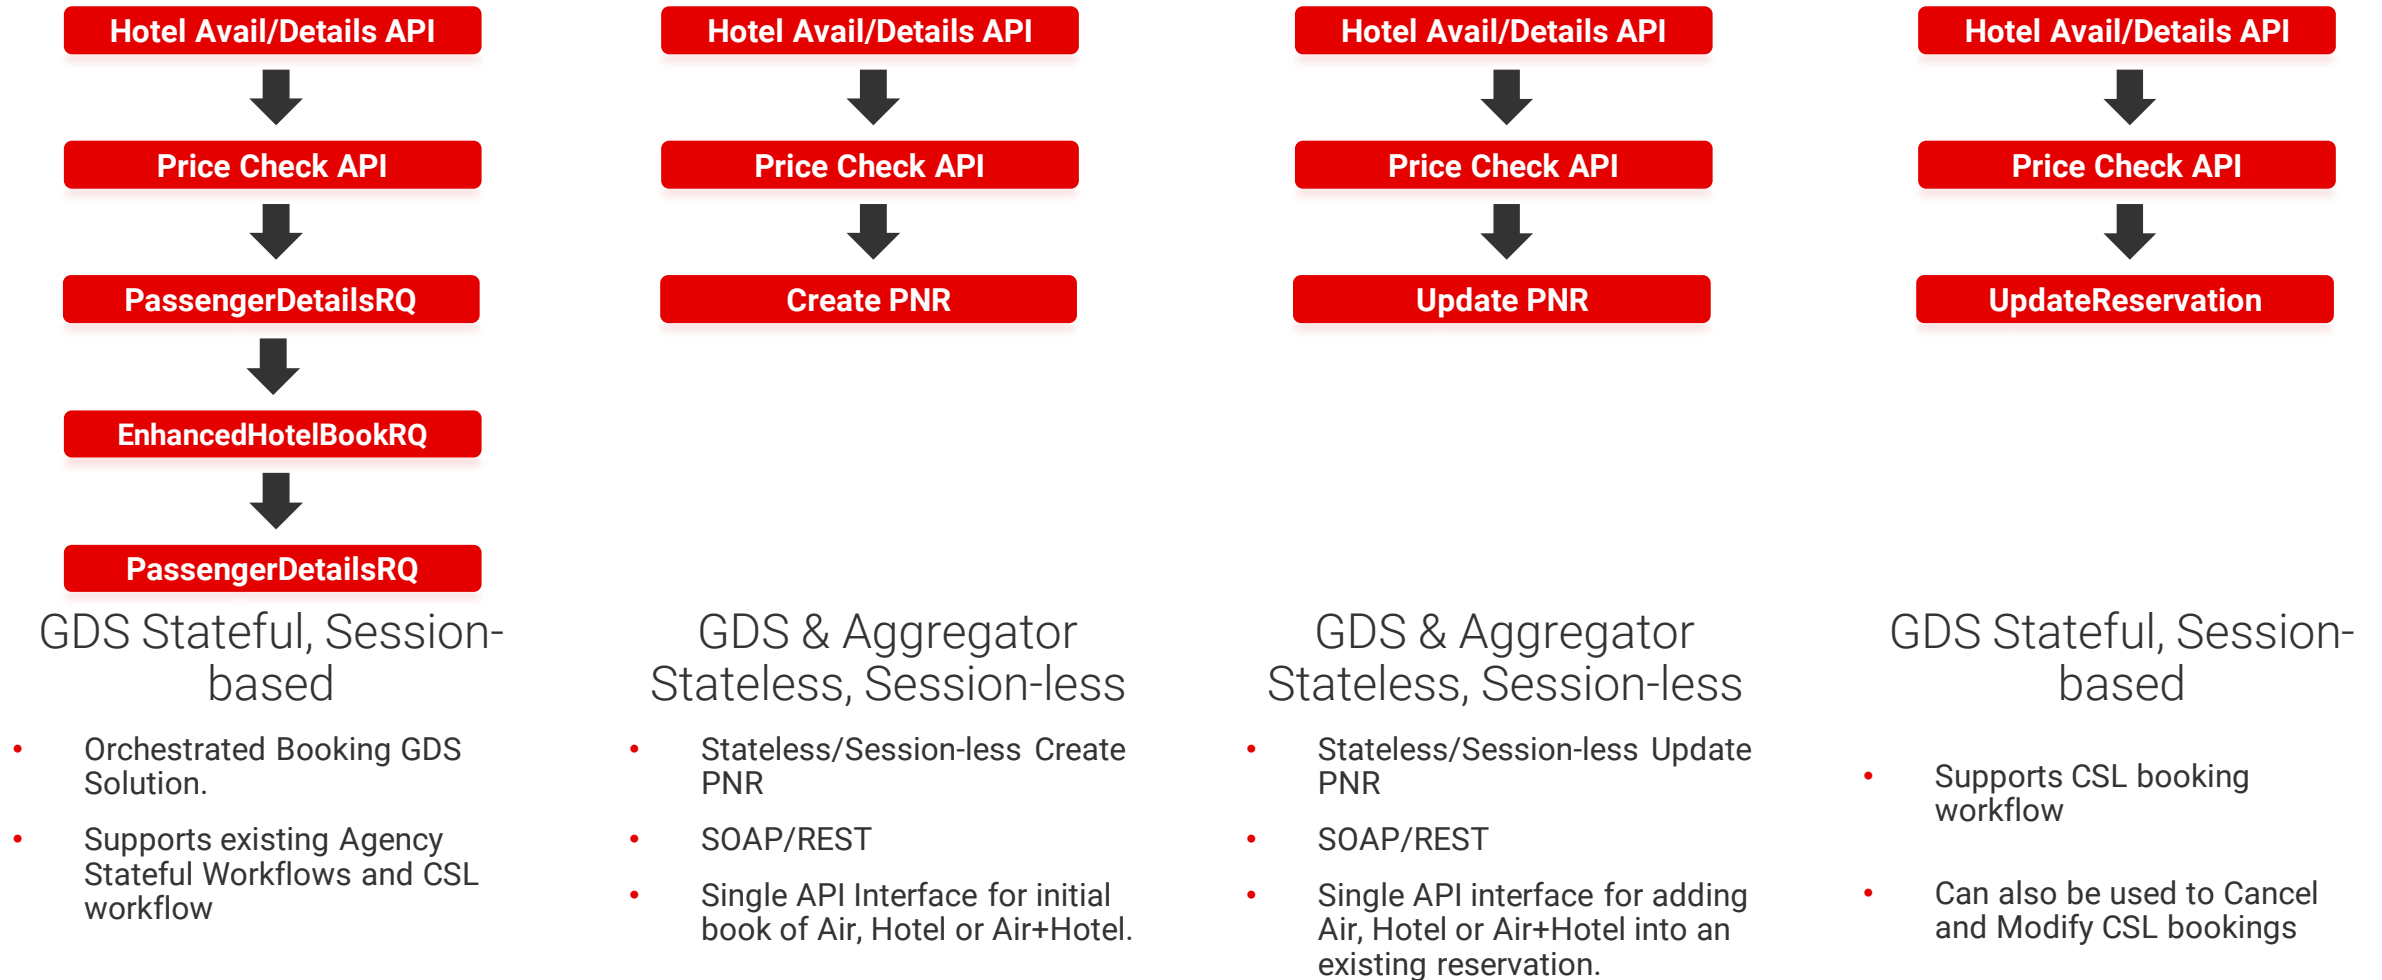 Hotel Avail/Details API
Price Check API
PassengerDetailsRQ
EnhancedHotelBookRQ
PassengerDetailsRQ
GDS Stateful, Session-
based
• Orchestrated Booking GDS
Solution.
• Supports existing Agency
Stateful Workflows and CSL
workflow
Hotel Avail/Details API
Price Check API
Create PNR
GDS & Aggregator
Stateless, Session-less
• Stateless/Session-less Create
PNR
• SOAP/REST
• Single API Interface for initial
book of Air, Hotel or Air+Hotel.
Hotel Avail/Details API
Price Check API
Update PNR
GDS & Aggregator
Stateless, Session-less
• Stateless/Session-less Update
PNR
• SOAP/REST
• Single API interface for adding
Air, Hotel or Air+Hotel into an
existing reservation.
Hotel Avail/Details API
Price Check API
UpdateReservation
GDS Stateful, Session-
based
• Supports CSL booking
workflow
• Can also be used to Cancel
and Modify CSL bookings